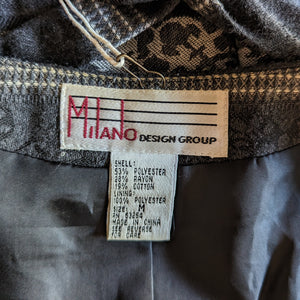 Milano
DESIGN GROUP
SHELL:
53% POLYESTER
28% RAYON
19% COTTON
LINING:
100% POLYESTER
SIZE: M
RN 63264
MADE IN CHINA
SEE REVERSE
FOR CARE